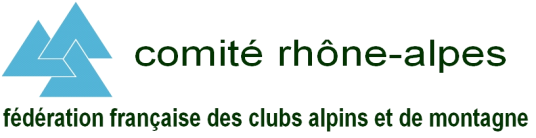 comité rhône-alpes
fédération française des clubs alpins et de montagne